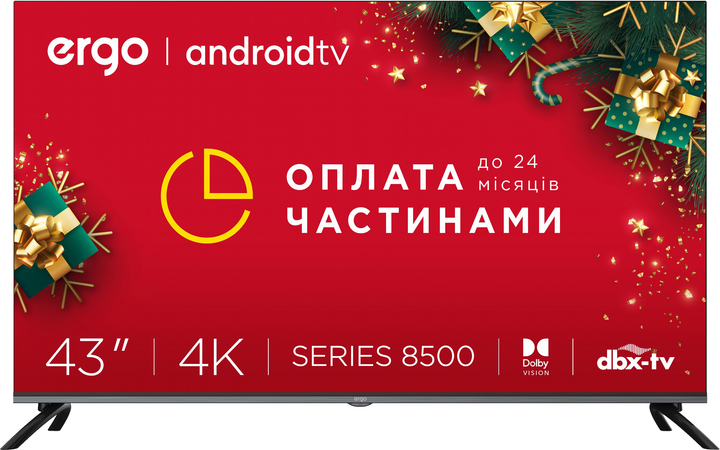 ergo | androidtv
ОПЛАТА до 24 місяців
ЧАСТИНАМИ
43" | 4K | SERIES 8500 | Dolby VISION | dbx-tv
ergo